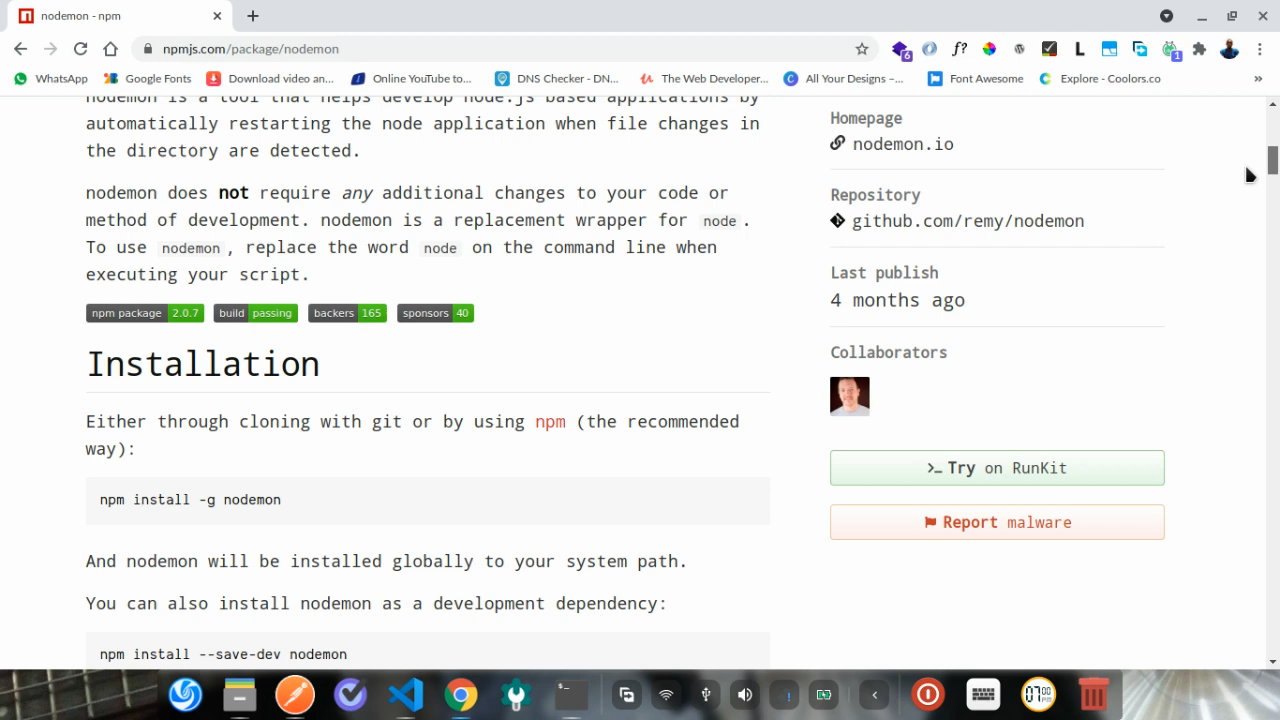 nodemon - npm
npmjs.com/package/nodemon
6
f?
L
1
WhatsApp
Google Fonts
Download video an...
Online YouTube to...
DNS Checker - DN...
The Web Developer...
All Your Designs –...
Font Awesome
Explore - Coolors.co
»
nodemon is a tool that helps develop node.js based applications by
automatically restarting the node application when file changes in
the directory are detected.
nodemon does not require any additional changes to your code or
method of development. nodemon is a replacement wrapper for node.
To use nodemon, replace the word node on the command line when
executing your script.
npm package 2.0.7 build passing backers 165 sponsors 40
Installation
Either through cloning with git or by using npm (the recommended
way):
npm install -g nodemon
And nodemon will be installed globally to your system path.
You can also install nodemon as a development dependency:
npm install --save-dev nodemon
Homepage
nodemon.io
Repository
github.com/remy/nodemon
Last publish
4 months ago
Collaborators
>_ Try on RunKit
Report malware
07:00